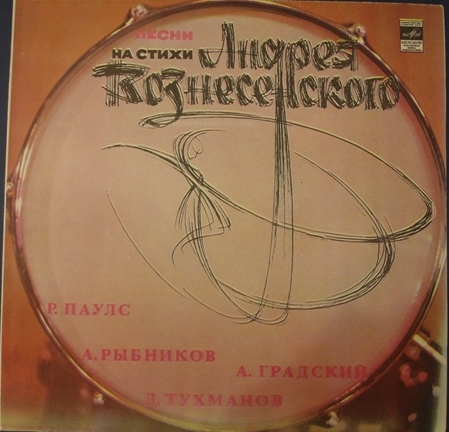 ПЕСНИ
НА СТИХИ Андрея
Вознесенского
Р. ПАУЛС
А. РЫБНИКОВ
А. ГРАДСКИЙ
Д. ТУХМАНОВ